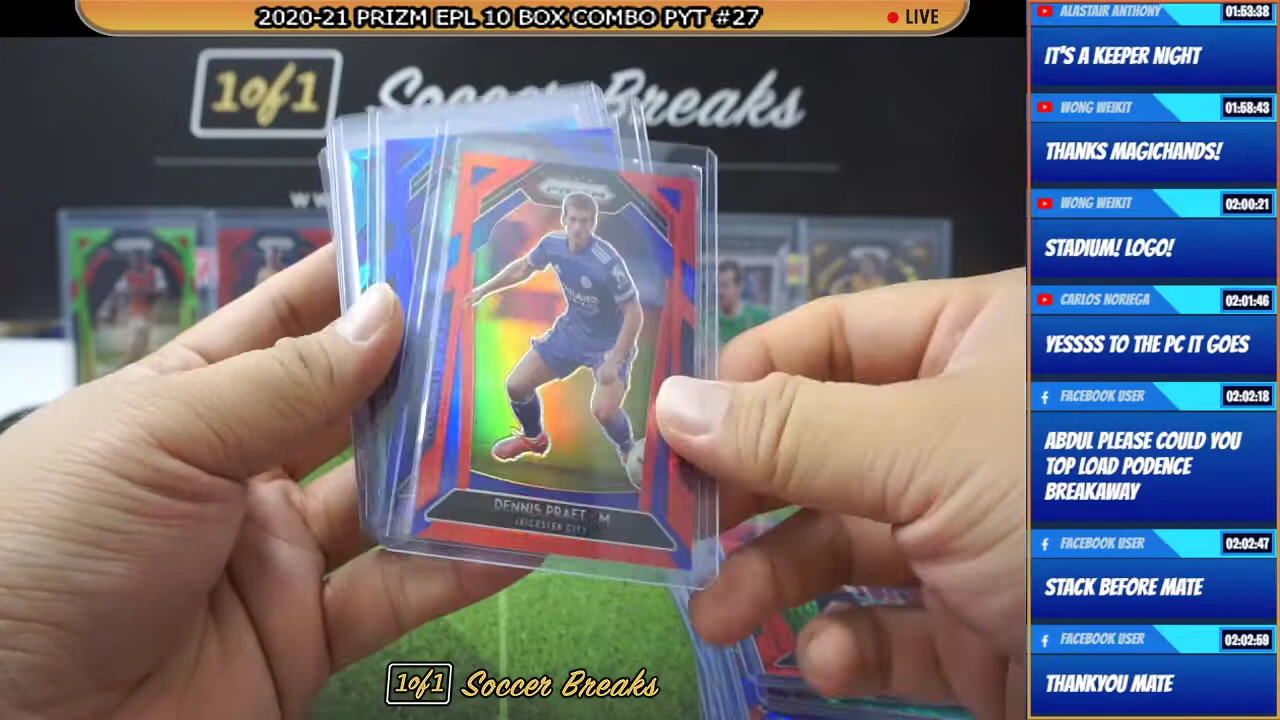 2020-21 PRIZM EPL 10 BOX COMBO PYT #27
LIVE
1of1 Soccer Breaks
PRIZM
DENNIS PRAET M
LEICESTER CITY
1of1 Soccer Breaks
ALASTAIR ANTHONY 01:53:38
IT'S A KEEPER NIGHT
WONG WEIKIT 01:58:43
THANKS MAGICHANDS!
WONG WEIKIT 02:00:21
STADIUM! LOGO!
CARLOS NORIEGA 02:01:46
YESSSS TO THE PC IT GOES
FACEBOOK USER 02:02:18
ABDUL PLEASE COULD YOU
TOP LOAD PODENCE
BREAKAWAY
FACEBOOK USER 02:02:47
STACK BEFORE MATE
FACEBOOK USER 02:02:59
THANKYOU MATE